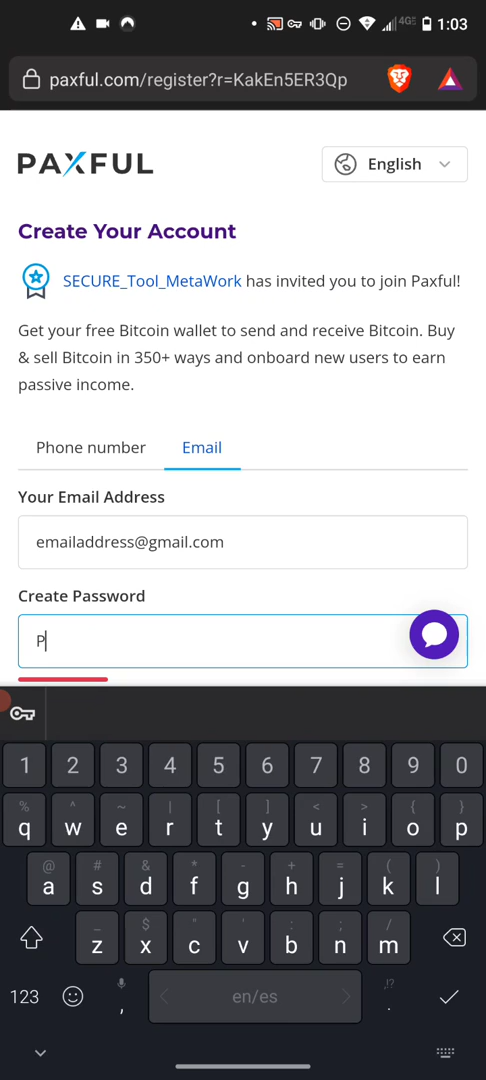 4G 1:03
paxful.com/register?r=KakEn5ER3Qp
PAXFUL English
Create Your Account
SECURE_Tool_MetaWork has invited you to join Paxful!
Get your free Bitcoin wallet to send and receive Bitcoin. Buy
& sell Bitcoin in 350+ ways and onboard new users to earn
passive income.
Phone number Email
Your Email Address
emailaddress@gmail.com
Create Password
P
1 2 3 4 5 6 7 8 9 0
% ^ ~ | [ ] < > { }
q w e r t y u i o p
@ # & * - + = ( )
a s d f g h j k l
_ $ " ' : ; /
z x c v b n m
123 , en/es ,!? .